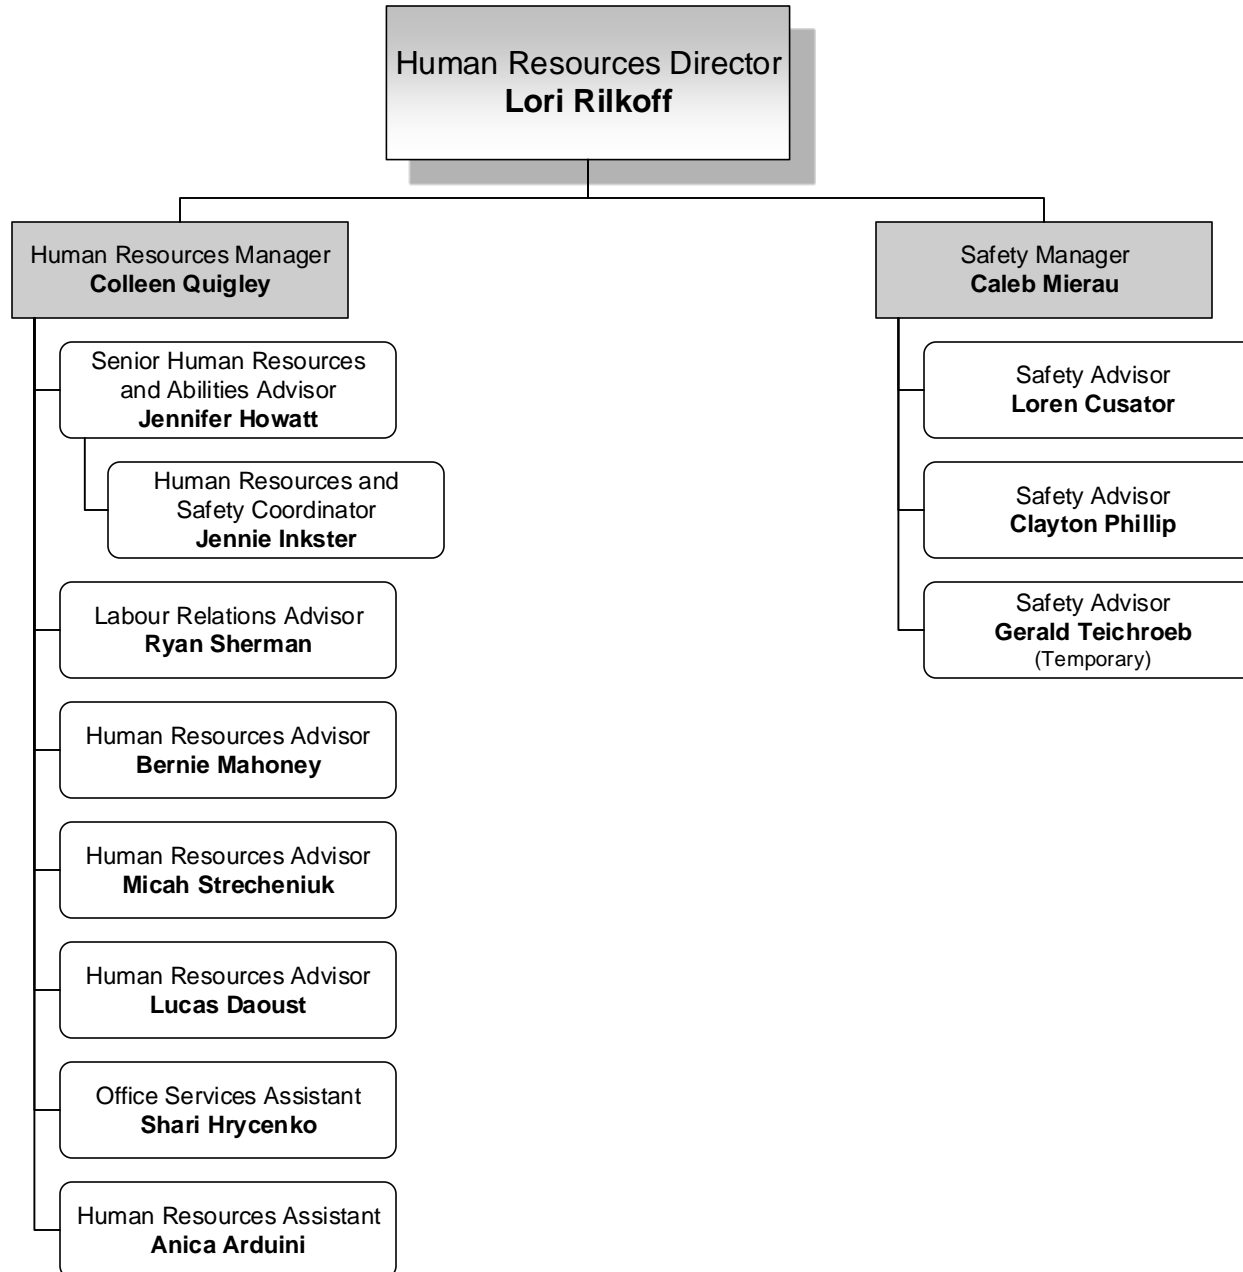 Human Resources Director
Lori Rilkoff
Human Resources Manager
Colleen Quigley
Senior Human Resources
and Abilities Advisor
Jennifer Howatt
Human Resources and
Safety Coordinator
Jennie Inkster
Labour Relations Advisor
Ryan Sherman
Human Resources Advisor
Bernie Mahoney
Human Resources Advisor
Micah Strecheniuk
Human Resources Advisor
Lucas Daoust
Office Services Assistant
Shari Hrycenko
Human Resources Assistant
Anica Arduini
Safety Manager
Caleb Mierau
Safety Advisor
Loren Cusator
Safety Advisor
Clayton Phillip
Safety Advisor
Gerald Teichroeb
(Temporary)